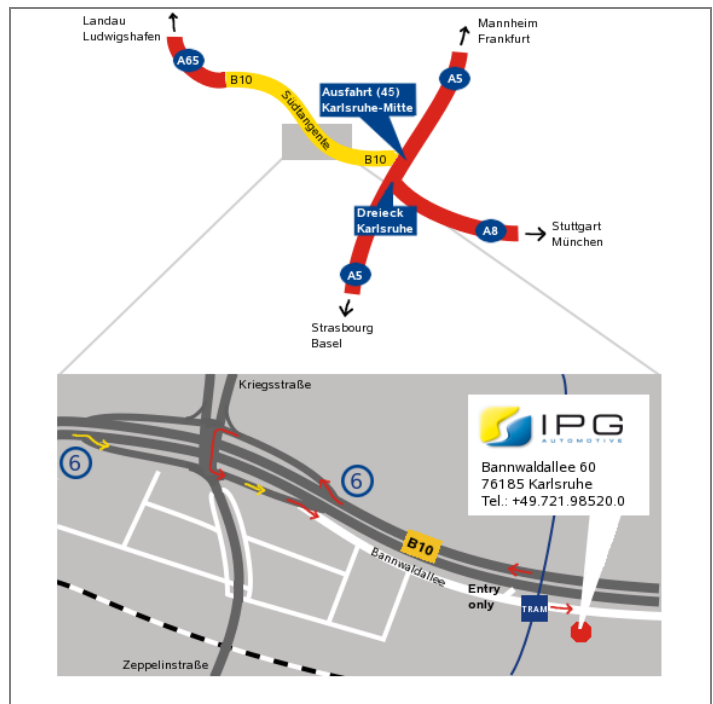 Landau
Ludwigshafen
Mannheim
Frankfurt
A65
B10
A5
Südtangente
Ausfahrt (45)
Karlsruhe-Mitte
B10
Dreieck
Karlsruhe
A8
Stuttgart
München
A5
Strasbourg
Basel
Kriegsstraße
IPG
AUTOMOTIVE
Bannwaldallee 60
76185 Karlsruhe
Tel.: +49.721.98520.0
6
6
B10
Bannwaldallee
Entry
only
TRAM
Zeppelinstraße